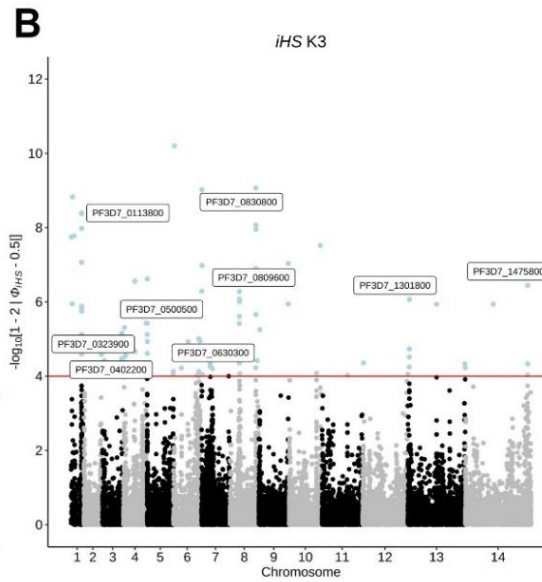 B
iHS K3
-log10[1 - 2 | ΦiHS - 0.5|]
12
10
8
6
4
2
0
PF3D7_0113800
PF3D7_0830800
PF3D7_0809600
PF3D7_1475800
PF3D7_1301800
PF3D7_0500500
PF3D7_0323900
PF3D7_0630300
PF3D7_0402200
1 2 3 4 5 6 7 8 9 10 11 12 13 14
Chromosome